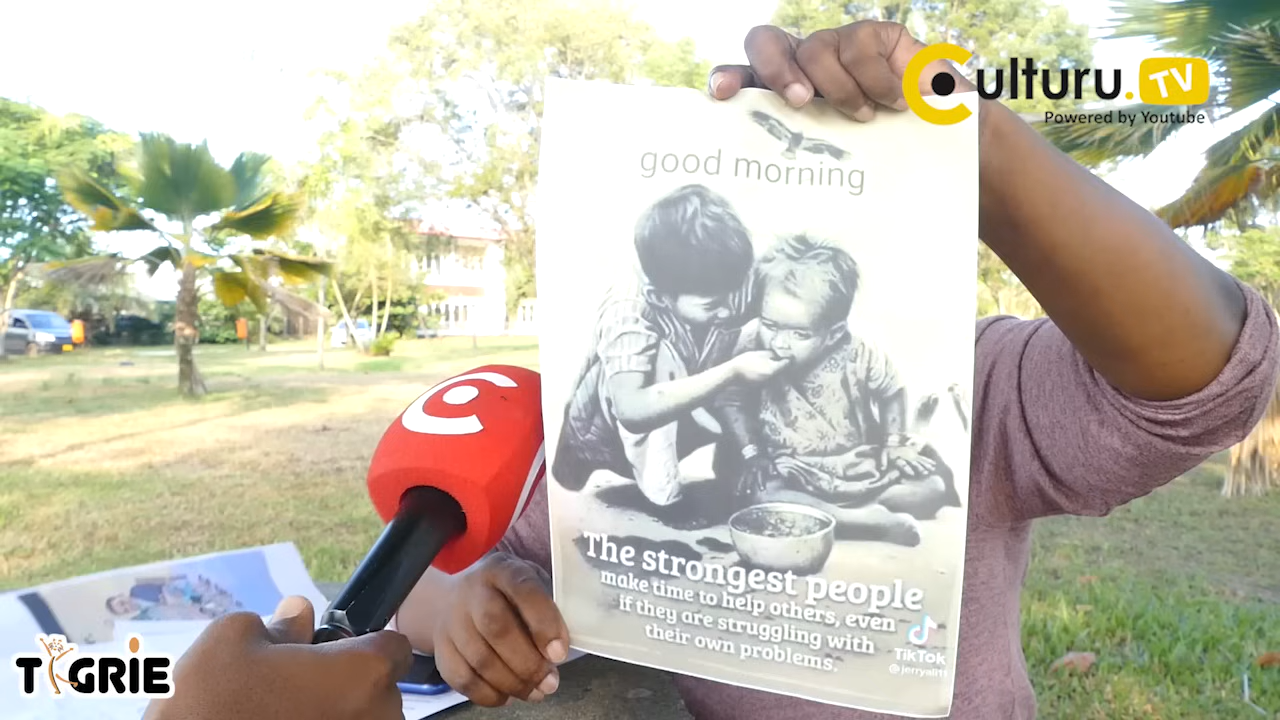 Culturu.TV
Powered by Youtube
good morning
The strongest people
make time to help others, even
if they are struggling with
their own problems.
TikTok
@jerryali11
TIGRIE